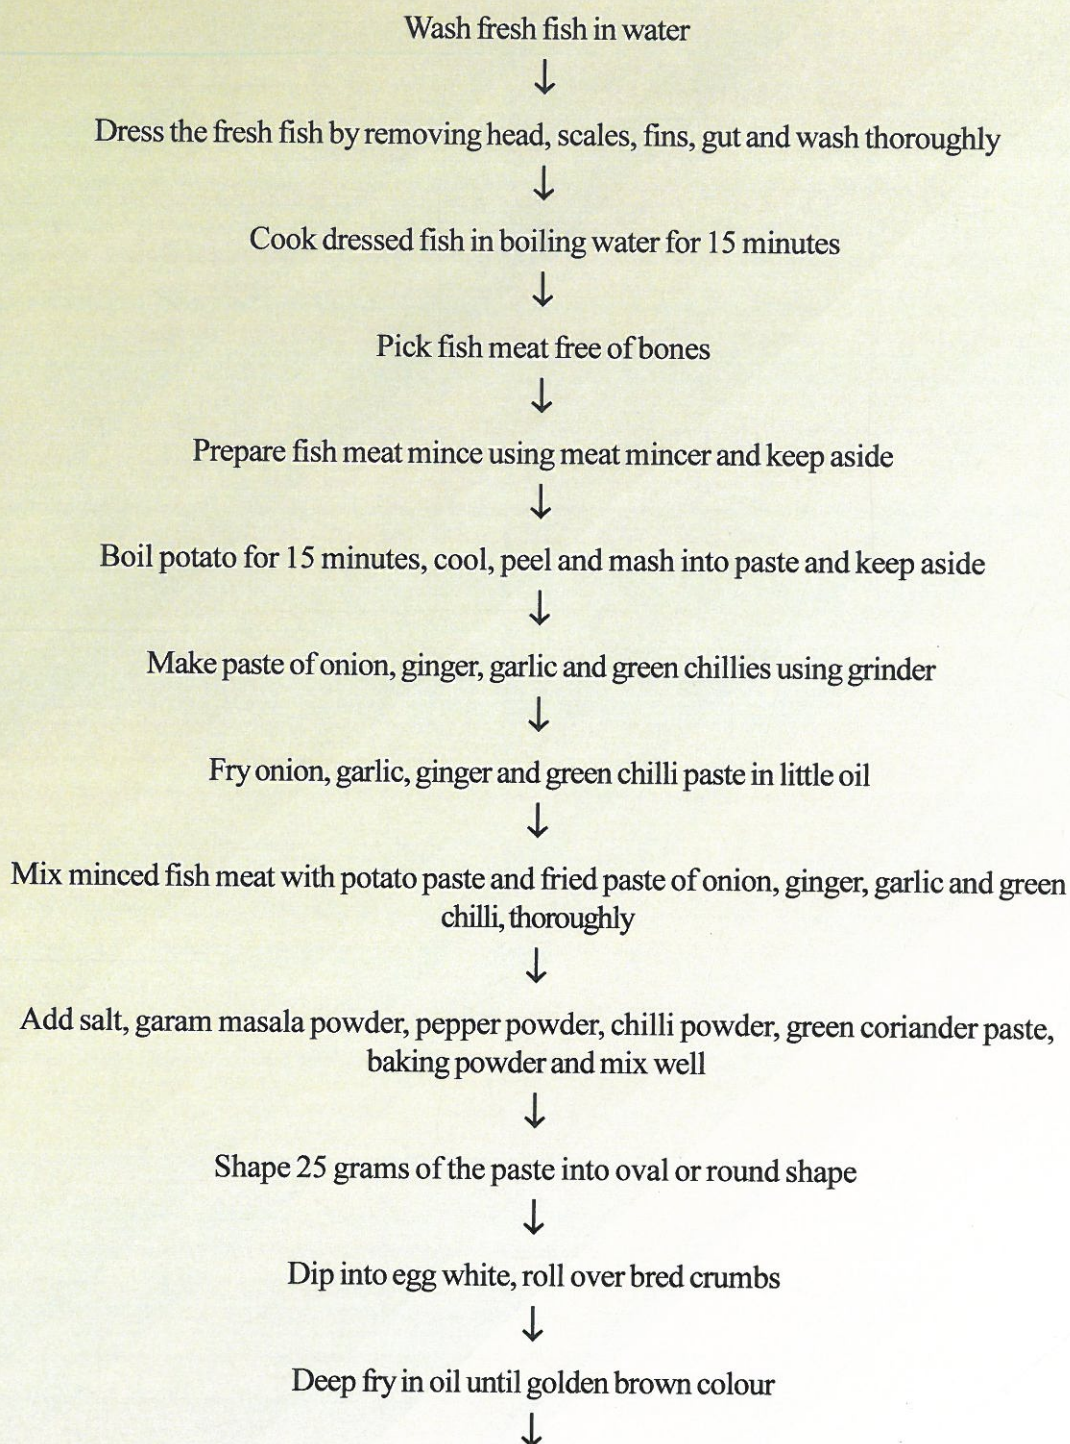 Wash fresh fish in water
↓
Dress the fresh fish by removing head, scales, fins, gut and wash thoroughly
↓
Cook dressed fish in boiling water for 15 minutes
↓
Pick fish meat free of bones
↓
Prepare fish meat mince using meat mincer and keep aside
↓
Boil potato for 15 minutes, cool, peel and mash into paste and keep aside
↓
Make paste of onion, ginger, garlic and green chillies using grinder
↓
Fry onion, garlic, ginger and green chilli paste in little oil
↓
Mix minced fish meat with potato paste and fried paste of onion, ginger, garlic and green
chilli, thoroughly
↓
Add salt, garam masala powder, pepper powder, chilli powder, green coriander paste,
baking powder and mix well
↓
Shape 25 grams of the paste into oval or round shape
↓
Dip into egg white, roll over bred crumbs
↓
Deep fry in oil until golden brown colour
↓